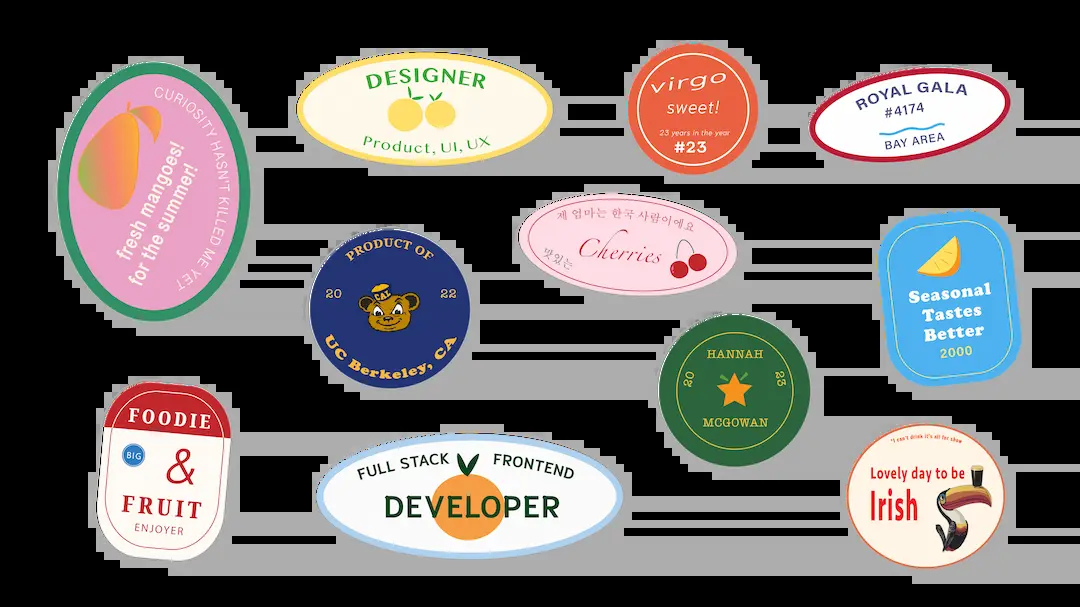 CURIOSITY HASN'T KILLED ME YET
fresh mangoes!
for the summer!
DESIGNER
Product, UI, UX
virgo
sweet!
23 years in the year
#23
ROYAL GALA
#4174
BAY AREA
제 엄마는 한국 사람이에요
Cherries
맛있는
PRODUCT OF
20 22
CAL
UC Berkeley, CA
Seasonal
Tastes
Better
2000
HANNAH
20 23
MCGOWAN
FOODIE
BIG
&
FRUIT
ENJOYER
FULL STACK FRONTEND
DEVELOPER
"I can't drink it's all for show
Lovely day to be
Irish